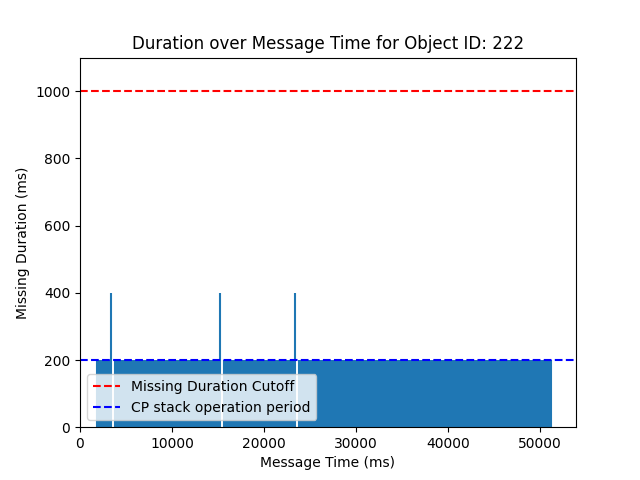 Duration over Message Time for Object ID: 222
Missing Duration (ms)
1000
800
600
400
200
0
Missing Duration Cutoff
CP stack operation period
0 10000 20000 30000 40000 50000
Message Time (ms)